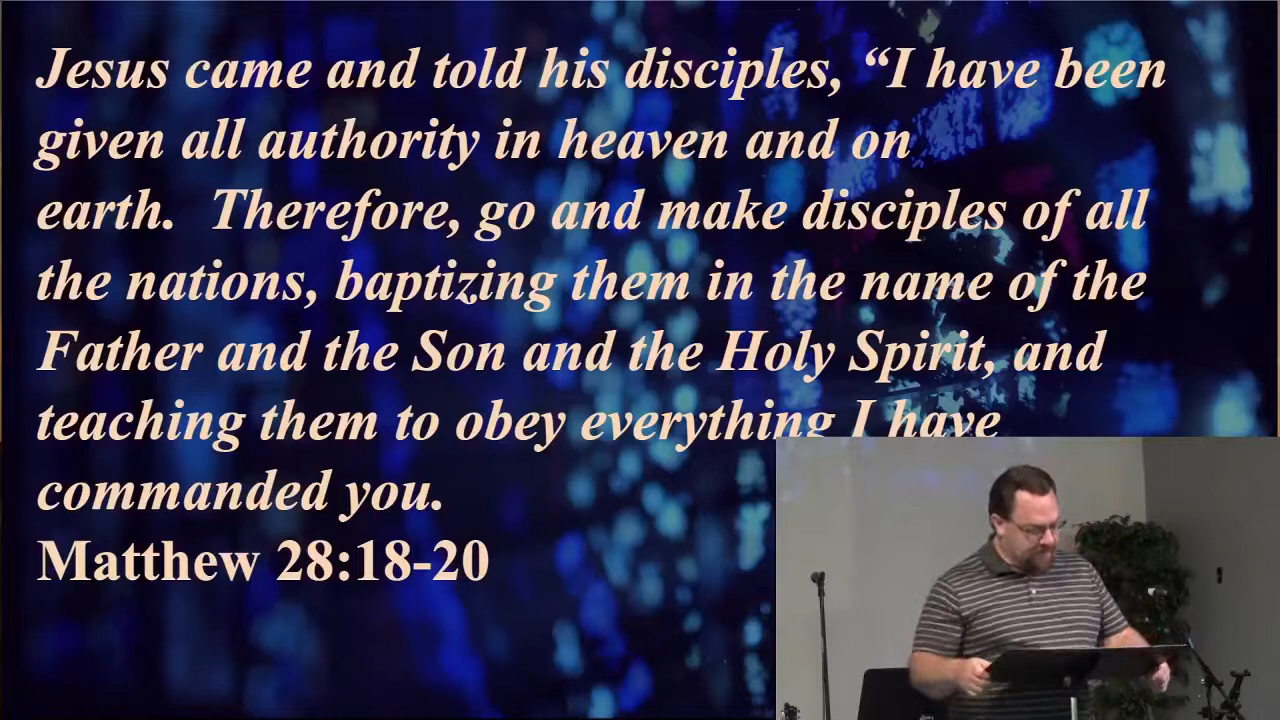 Jesus came and told his disciples, “I have been
given all authority in heaven and on
earth.  Therefore, go and make disciples of all
the nations, baptizing them in the name of the
Father and the Son and the Holy Spirit, and
teaching them to obey everything I have
commanded you.
Matthew 28:18-20